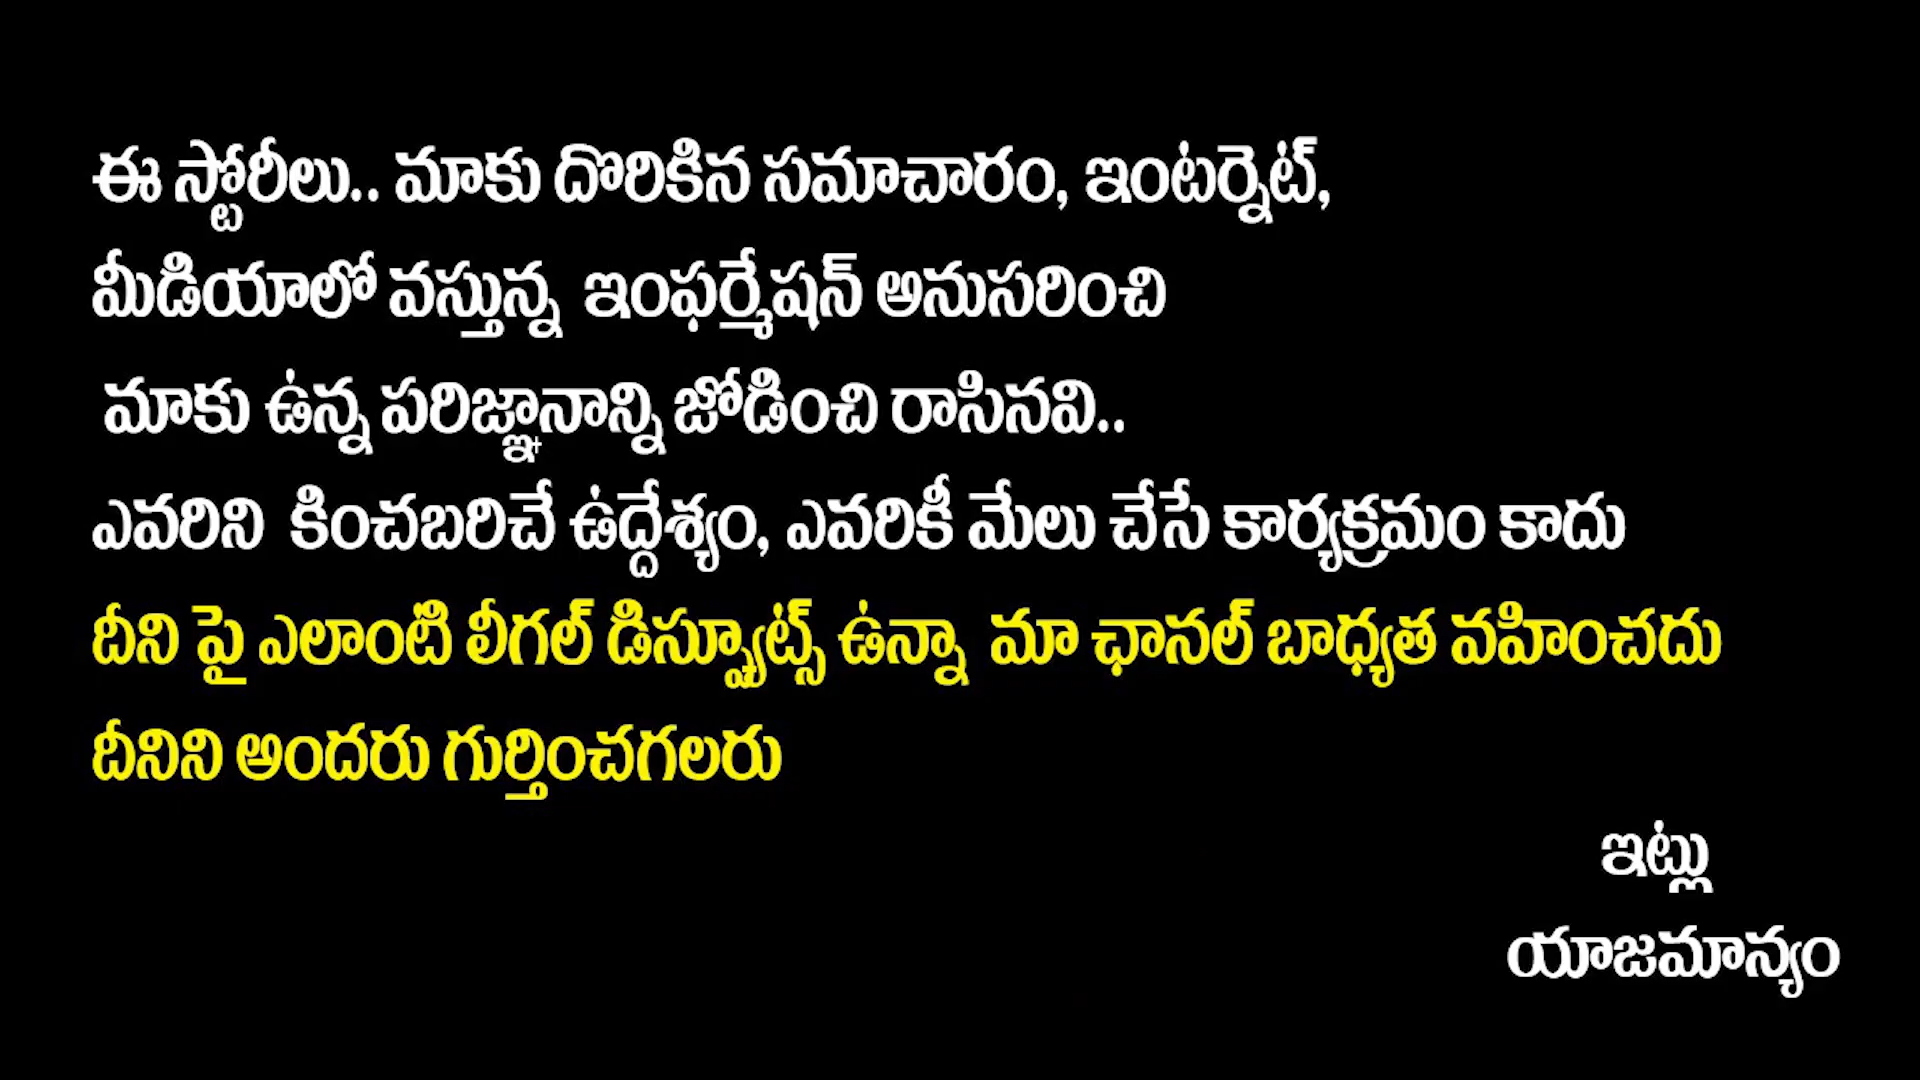 ఈ స్టోరీలు.. మాకు దొరికిన సమాచారం, ఇంటర్నెట్,
మీడియాలో వస్తున్న ఇంఫర్మేషన్ అనుసరించి
మాకు ఉన్న పరిజ్ఞానాన్ని జోడించి రాసినవి..
ఎవరిని కించబరిచే ఉద్దేశ్యం, ఎవరికీ మేలు చేసే కార్యక్రమం కాదు
దీని పై ఎలాంటి లీగల్ డిస్ప్యూట్స్ ఉన్నా మా ఛానల్ బాధ్యత వహించదు
దీనిని అందరు గుర్తించగలరు
ఇట్లు
యాజమాన్యం